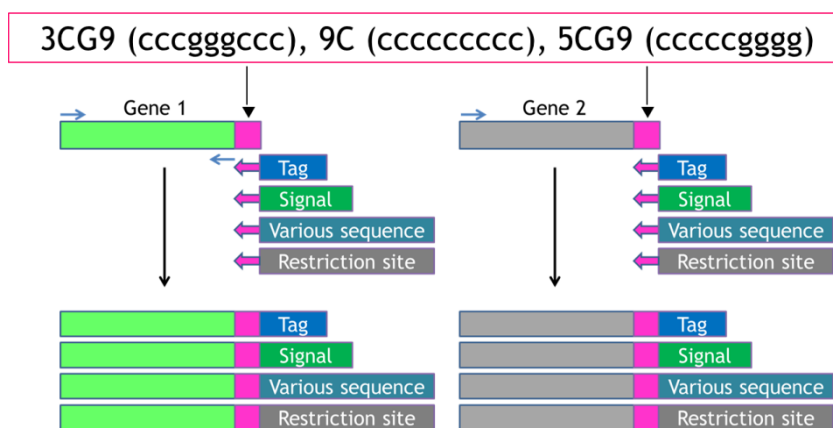 3CG9 (cccgggccc), 9C (ccccccccc), 5CG9 (cccccgggg)
Gene 1
Tag
Signal
Various sequence
Restriction site
Tag
Signal
Various sequence
Restriction site
Gene 2
Tag
Signal
Various sequence
Restriction site
Tag
Signal
Various sequence
Restriction site